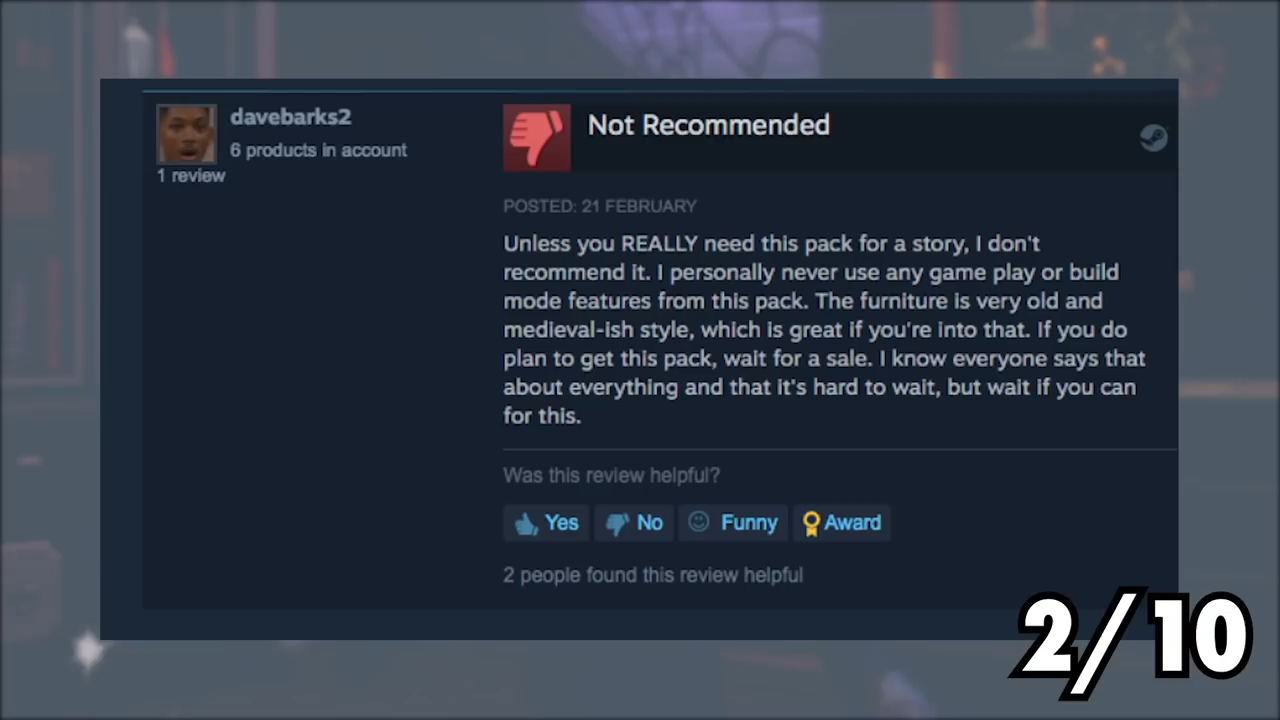 davebarks2
6 products in account
1 review
Not Recommended
POSTED: 21 FEBRUARY
Unless you REALLY need this pack for a story, I don't
recommend it. I personally never use any game play or build
mode features from this pack. The furniture is very old and
medieval-ish style, which is great if you're into that. If you do
plan to get this pack, wait for a sale. I know everyone says that
about everything and that it's hard to wait, but wait if you can
for this.
Was this review helpful?
Yes No Funny Award
2 people found this review helpful
2/10